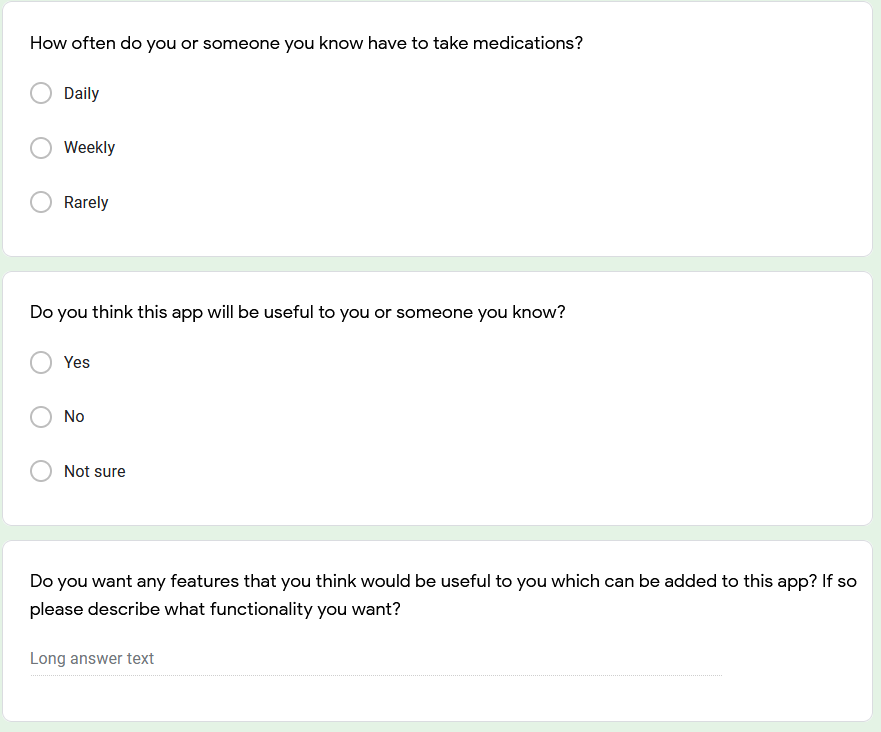 How often do you or someone you know have to take medications?
Daily
Weekly
Rarely
Do you think this app will be useful to you or someone you know?
Yes
No
Not sure
Do you want any features that you think would be useful to you which can be added to this app? If so
please describe what functionality you want?
Long answer text